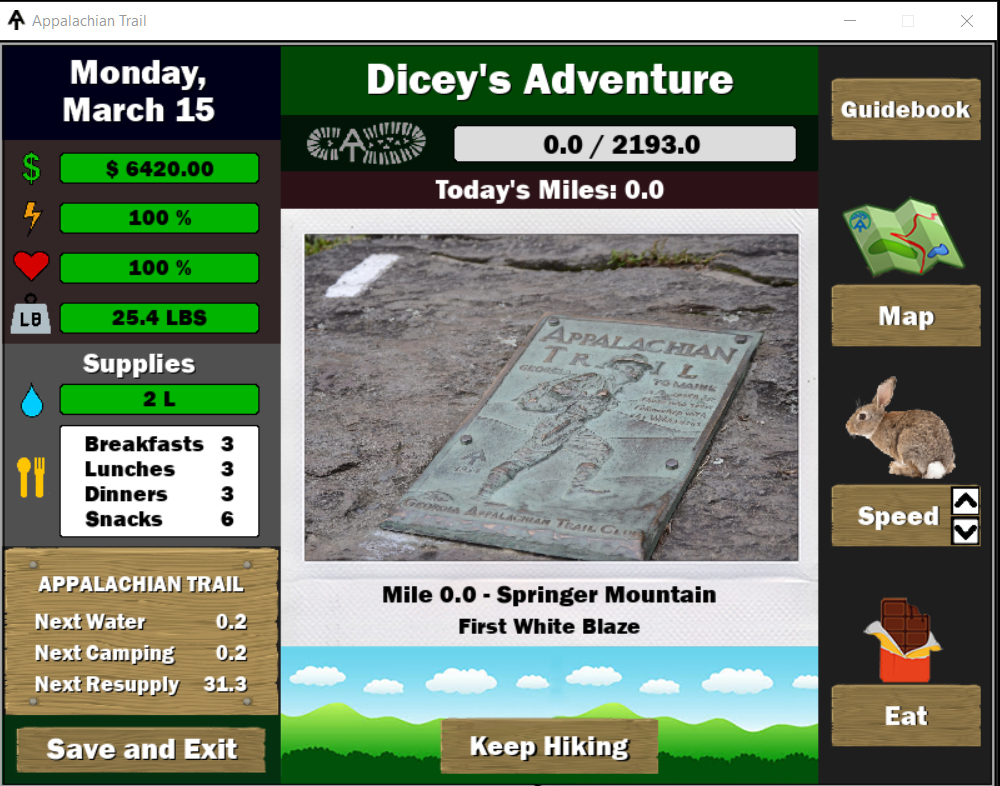 Appalachian Trail
Monday,
March 15
$ 6420.00
100 %
100 %
LB
25.4 LBS
Supplies
2 L
Breakfasts 3
Lunches 3
Dinners 3
Snacks 6
APPALACHIAN TRAIL
Next Water 0.2
Next Camping 0.2
Next Resupply 31.3
Save and Exit
Dicey's Adventure
0.0 / 2193.0
Today's Miles: 0.0
APPALACHIAN
TRAIL
GEORGIA TO MAINE
GEORGIA APPALACHIAN TRAIL CLUB
Mile 0.0 - Springer Mountain
First White Blaze
Keep Hiking
Guidebook
Map
Speed
Eat